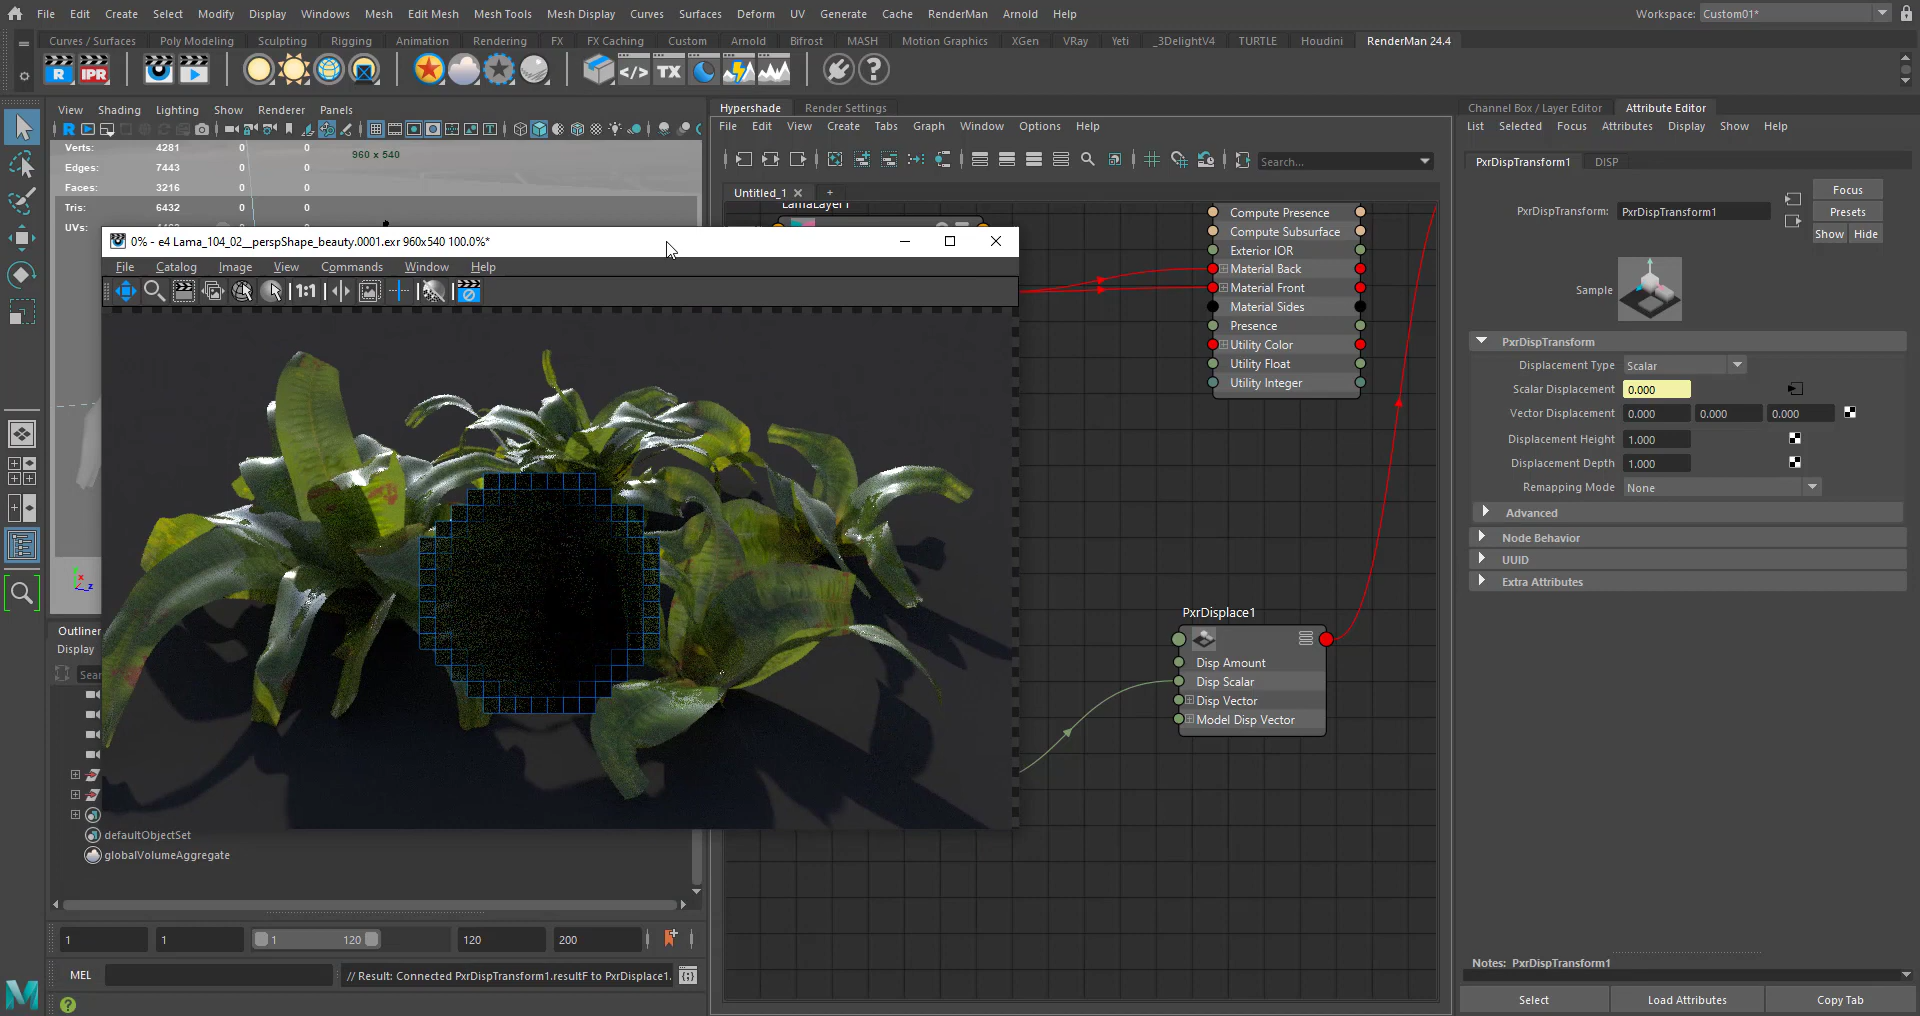 File Edit Create Select Modify Display Windows Mesh Edit Mesh Mesh Tools Mesh Display Curves Surfaces Deform UV Generate Cache RenderMan Arnold Help Workspace: Custom01*
Curves / Surfaces Poly Modeling Sculpting Rigging Animation Rendering FX FX Caching Custom Arnold Bifrost MASH Motion Graphics XGen VRay Yeti _3DelightV4 TURTLE Houdini RenderMan 24.4
R IPR </> TX ?
View Shading Lighting Show Renderer Panels
Verts: 4281 0 0
960 x 540
Edges: 7443 0 0
Faces: 3216 0 0
Tris: 6432 0 0
UVs:
0% - e4 Lama_104_02__perspShape_beauty.0001.exr 960x540 100.0%*
File Catalog Image View Commands Window Help
1:1
Outliner
Display
Sear
defaultObjectSet
globalVolumeAggregate
1 1 1 120 120 200
MEL // Result: Connected PxrDispTransform1.resultF to PxrDisplace1.
Hypershade Render Settings
File Edit View Create Tabs Graph Window Options Help
Search...
Untitled_1 +
LamaLayer1
Compute Presence
Compute Subsurface
Exterior IOR
Material Back
Material Front
Material Sides
Presence
Utility Color
Utility Float
Utility Integer
PxrDisplace1
Disp Amount
Disp Scalar
Disp Vector
Model Disp Vector
Channel Box / Layer Editor Attribute Editor
List Selected Focus Attributes Display Show Help
PxrDispTransform1 DISP
Focus
PxrDispTransform: PxrDispTransform1 Presets
Show Hide
Sample
PxrDispTransform
Displacement Type Scalar
Scalar Displacement 0.000
Vector Displacement 0.000 0.000 0.000
Displacement Height 1.000
Displacement Depth 1.000
Remapping Mode None
Advanced
Node Behavior
UUID
Extra Attributes
Notes: PxrDispTransform1
Select Load Attributes Copy Tab